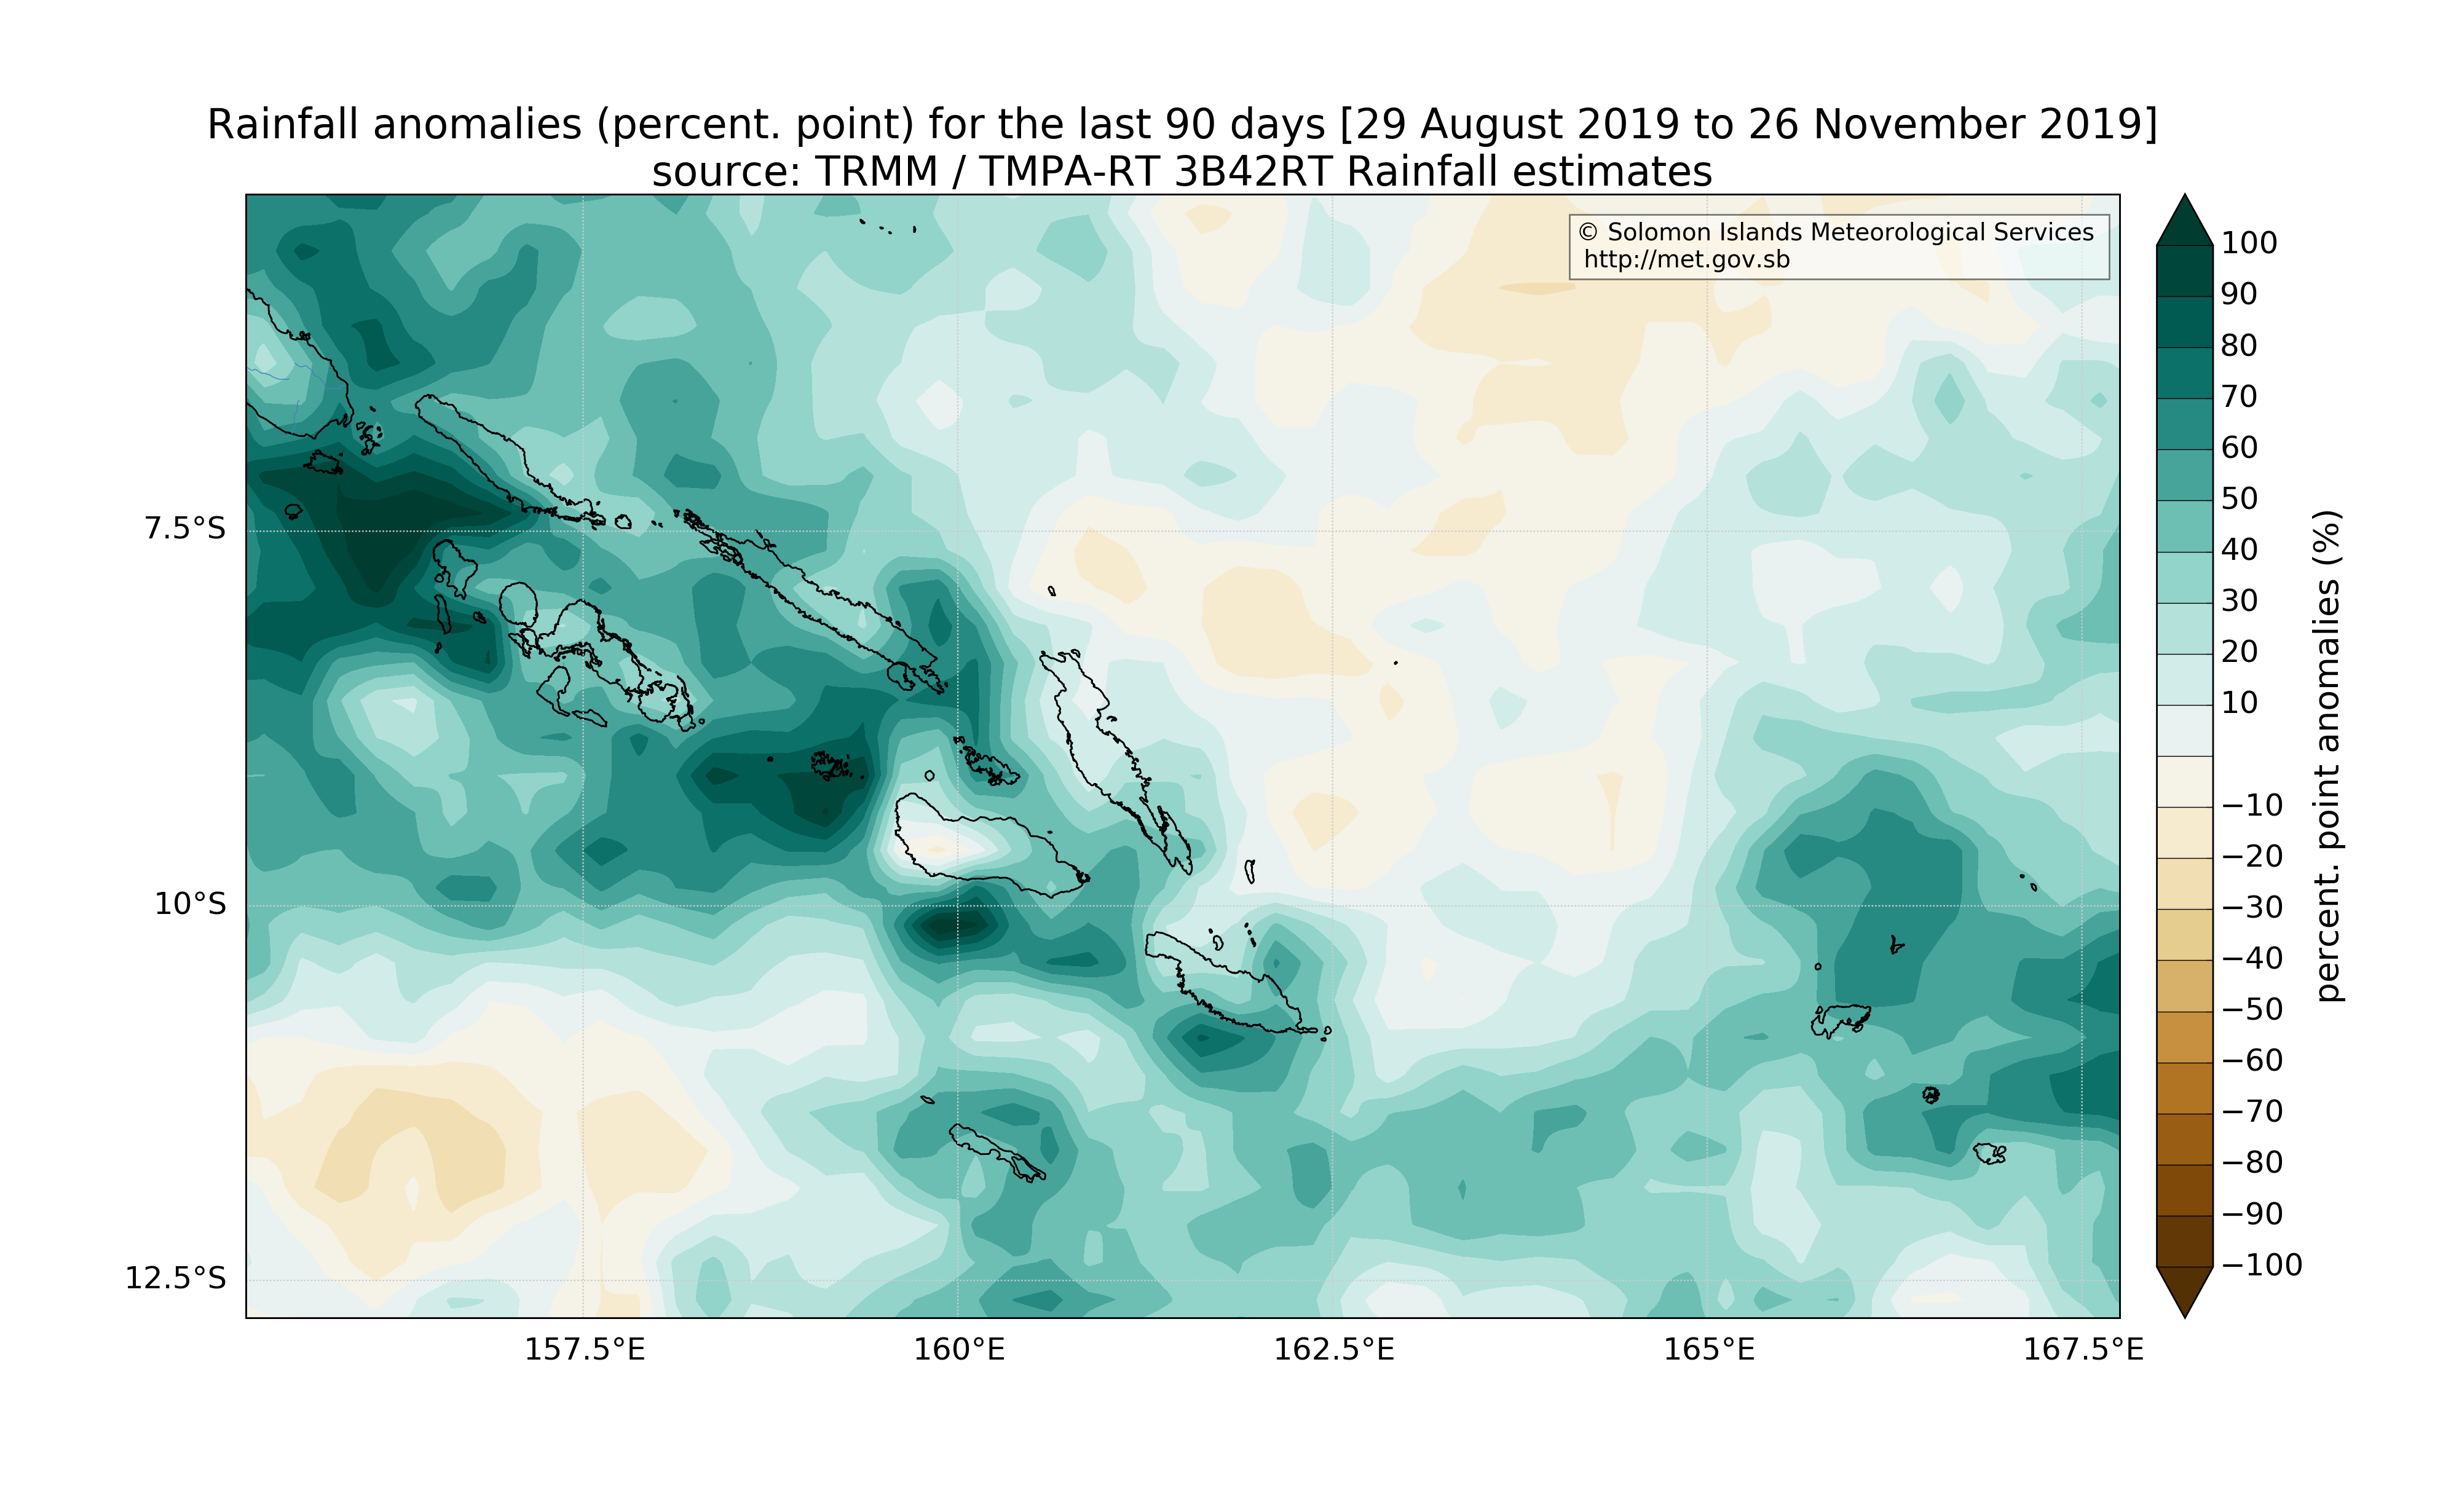 Rainfall anomalies (percent. point) for the last 90 days [29 August 2019 to 26 November 2019]
source: TRMM / TMPA-RT 3B42RT Rainfall estimates
© Solomon Islands Meteorological Services
http://met.gov.sb
7.5°S
10°S
12.5°S
157.5°E
160°E
162.5°E
165°E
167.5°E
100
90
80
70
60
50
40
30
20
10
−10
−20
−30
−40
−50
−60
−70
−80
−90
−100
percent. point anomalies (%)